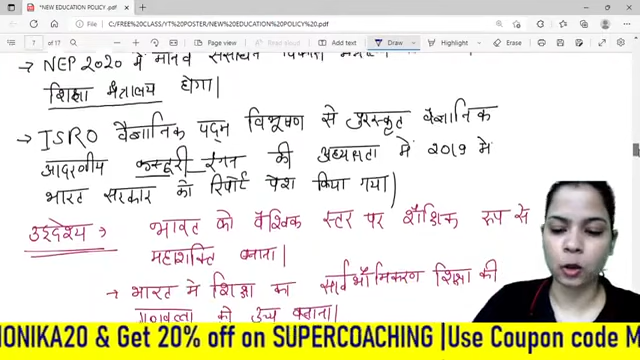 *NEW EDUCATION POLICY.pdf
File | C:/FREE%20CLASS/YT%20POSTER/NEW%20EDUCATION%20POLICY%20.pdf
7 of 17
Page view
Read aloud
Add text
Draw
Highlight
Erase
→ NEP 2020 में मानव संसाधन विकास
शिक्षा मंत्रालय होगा।
→ ISRO वैज्ञानिक पद्म विभूषण से पुरस्कृत वैज्ञानिक
आदरणीय कस्तूरी रंगन की अध्यक्षता में 2019 में
भारत सरकार को रिपोर्ट पेश किया गया)
उद्देश्य → भारत को वैश्विक स्तर पर शैक्षिक रूप से
महाशक्ति बनाना।
→ भारत में शिक्षा का सार्वभौमिकरण शिक्षा की
गुणवत्ता को उच्च बनाना।
MONIKA20 & Get 20% off on SUPERCOACHING | Use Coupon code M